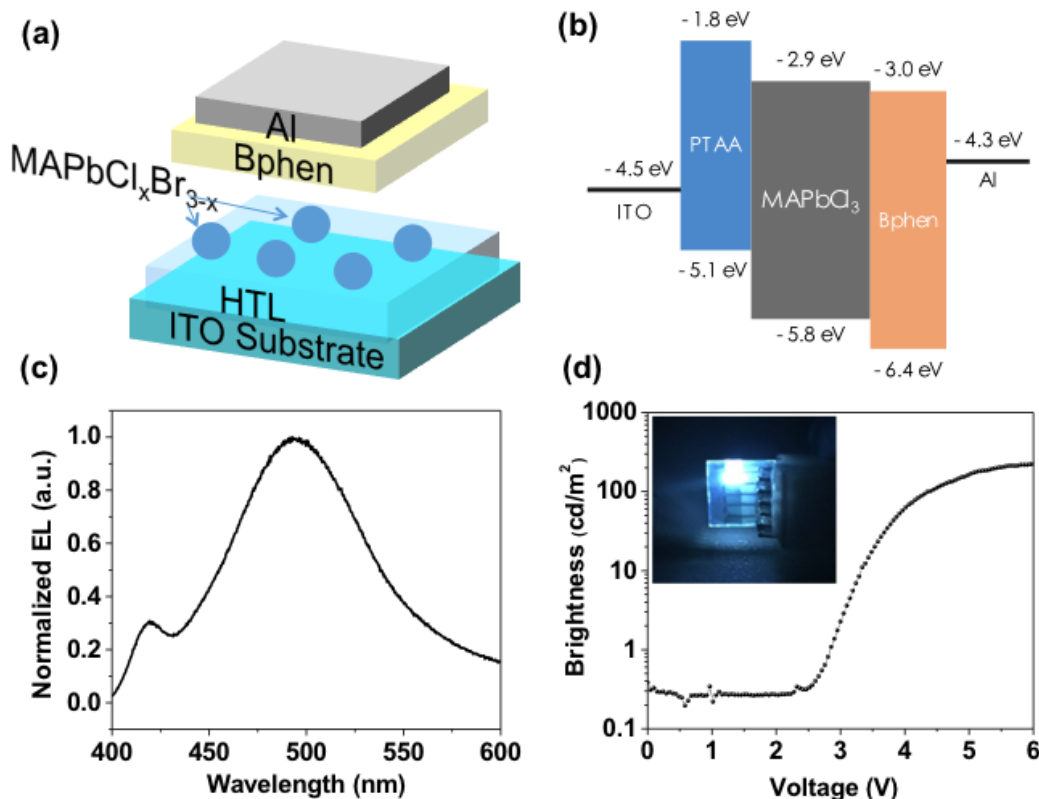 (a)
Al
Bphen
MAPbClxBr3-x
HTL
ITO Substrate
(b)
- 1.8 eV
- 2.9 eV
- 3.0 eV
PTAA
- 4.3 eV
- 4.5 eV
MAPbCl3
Al
ITO
Bphen
- 5.1 eV
- 5.8 eV
- 6.4 eV
(c)
Normalized EL (a.u.)
1.0
0.8
0.6
0.4
0.2
0.0
400 450 500 550 600
Wavelength (nm)
(d)
Brightness (cd/m2)
1000
100
10
1
0.1
0 1 2 3 4 5 6
Voltage (V)